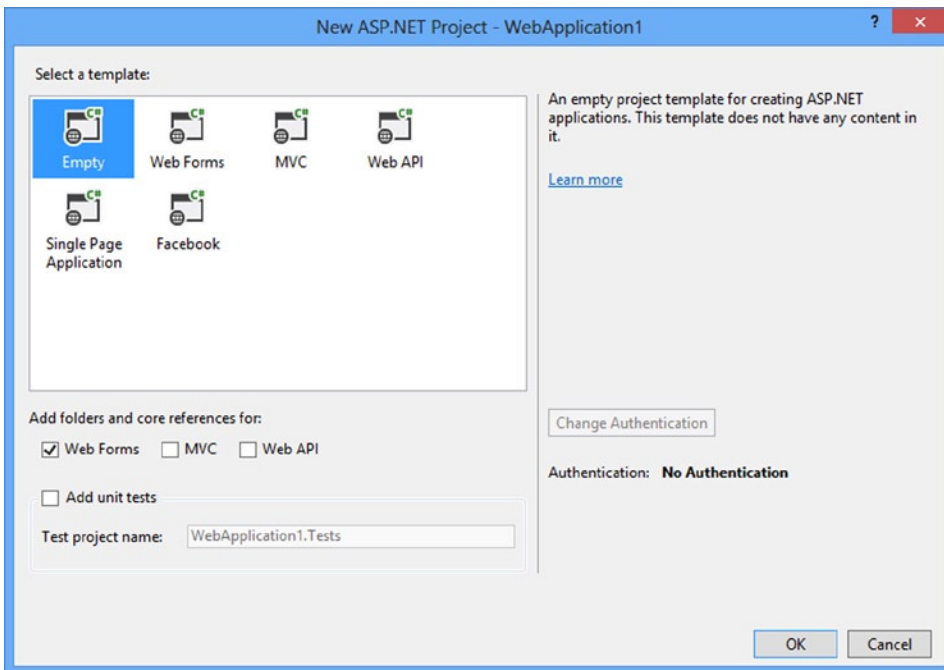 New ASP.NET Project - WebApplication1
?
Select a template:
C#
C#
C#
C#
Empty
Web Forms
MVC
Web API
C#
C#
Single Page
Application
Facebook
An empty project template for creating ASP.NET
applications. This template does not have any content in
it.
Learn more
Add folders and core references for:
Web Forms
MVC
Web API
Add unit tests
Test project name:
WebApplication1.Tests
Change Authentication
Authentication: No Authentication
OK
Cancel